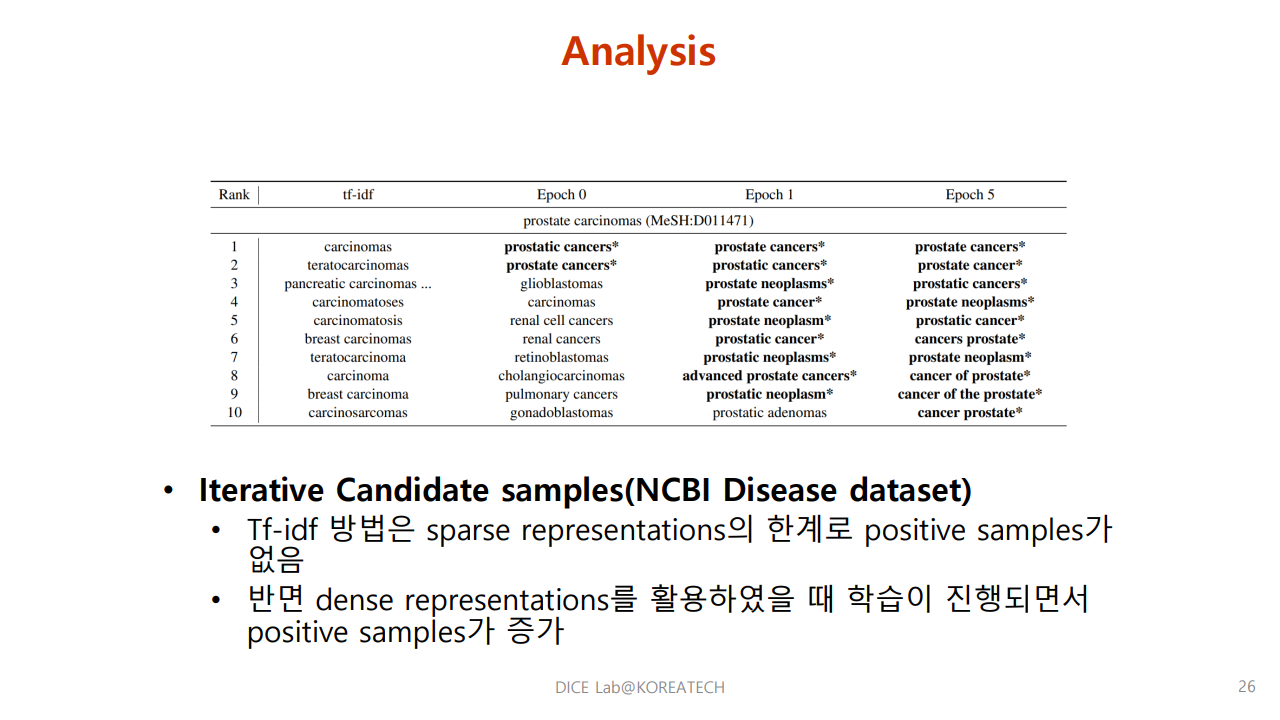 Analysis
Rank tf-idf Epoch 0 Epoch 1 Epoch 5
prostate carcinomas (MeSH:D011471)
1 carcinomas prostatic cancers* prostate cancers* prostate cancers*
2 teratocarcinomas prostate cancers* prostatic cancers* prostate cancer*
3 pancreatic carcinomas ... glioblastomas prostate neoplasms* prostatic cancers*
4 carcinomatoses carcinomas prostate cancer* prostate neoplasms*
5 carcinomatosis renal cell cancers prostate neoplasm* prostatic cancer*
6 breast carcinomas renal cancers prostatic cancer* cancers prostate*
7 teratocarcinoma retinoblastomas prostatic neoplasms* prostate neoplasm*
8 carcinoma cholangiocarcinomas advanced prostate cancers* cancer of prostate*
9 breast carcinoma pulmonary cancers prostatic neoplasm* cancer of the prostate*
10 carcinosarcomas gonadoblastomas prostatic adenomas cancer prostate*
• Iterative Candidate samples(NCBI Disease dataset)
• Tf-idf 방법은 sparse representations의 한계로 positive samples가
없음
• 반면 dense representations를 활용하였을 때 학습이 진행되면서
positive samples가 증가
DICE Lab@KOREATECH
26